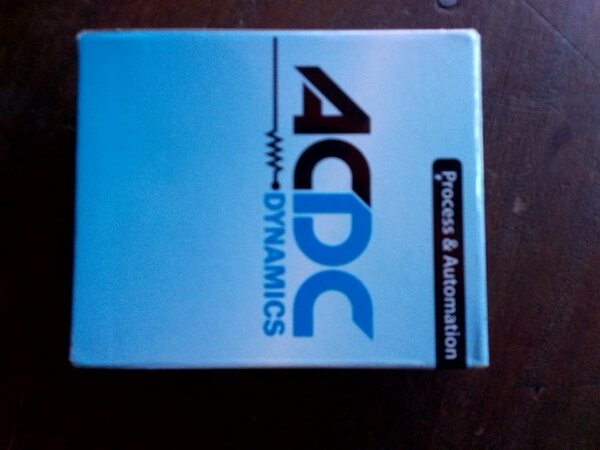 Process & Automation
ACDC
DYNAMICS